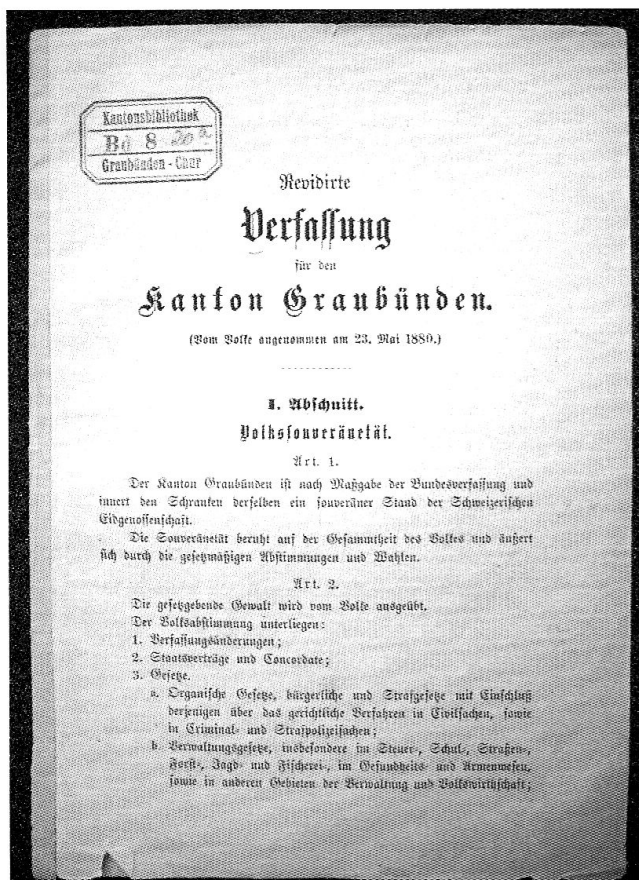 Kantonsbibliothek
Bd 8 20 a.
Graubünden - Chur
Revidirte
Verfassung
für den
Kanton Graubünden.
(Vom Volke angenommen am 23. Mai 1880.)
I. Abschnitt.
Volkssouveränetät.
Art. 1.
Der Kanton Graubünden ist nach Maßgabe der Bundesverfassung und
innert den Schranken derselben ein souveräner Stand der Schweizerischen
Eidgenossenschaft.
Die Souveränetät beruht auf der Gesammtheit des Volkes und äußert
sich durch die gesetzmäßigen Abstimmungen und Wahlen.
Art. 2.
Die gesetzgebende Gewalt wird vom Volke ausgeübt.
Der Volksabstimmung unterliegen:
1. Verfassungsänderungen;
2. Staatsverträge und Concordate;
3. Gesetze.
a. Organische Gesetze, bürgerliche und Strafgesetze mit Einschluß
derjenigen über das gerichtliche Verfahren in Civilsachen, sowie
in Criminal- und Strafpolizeisachen;
b. Verwaltungsgesetze, insbesondere im Steuer-, Schul-, Straßen-,
Forst-, Jagd- und Fischerei-, im Gesundheits- und Armenwesen,
sowie in anderen Gebieten der Verwaltung und Volkswirthschaft;